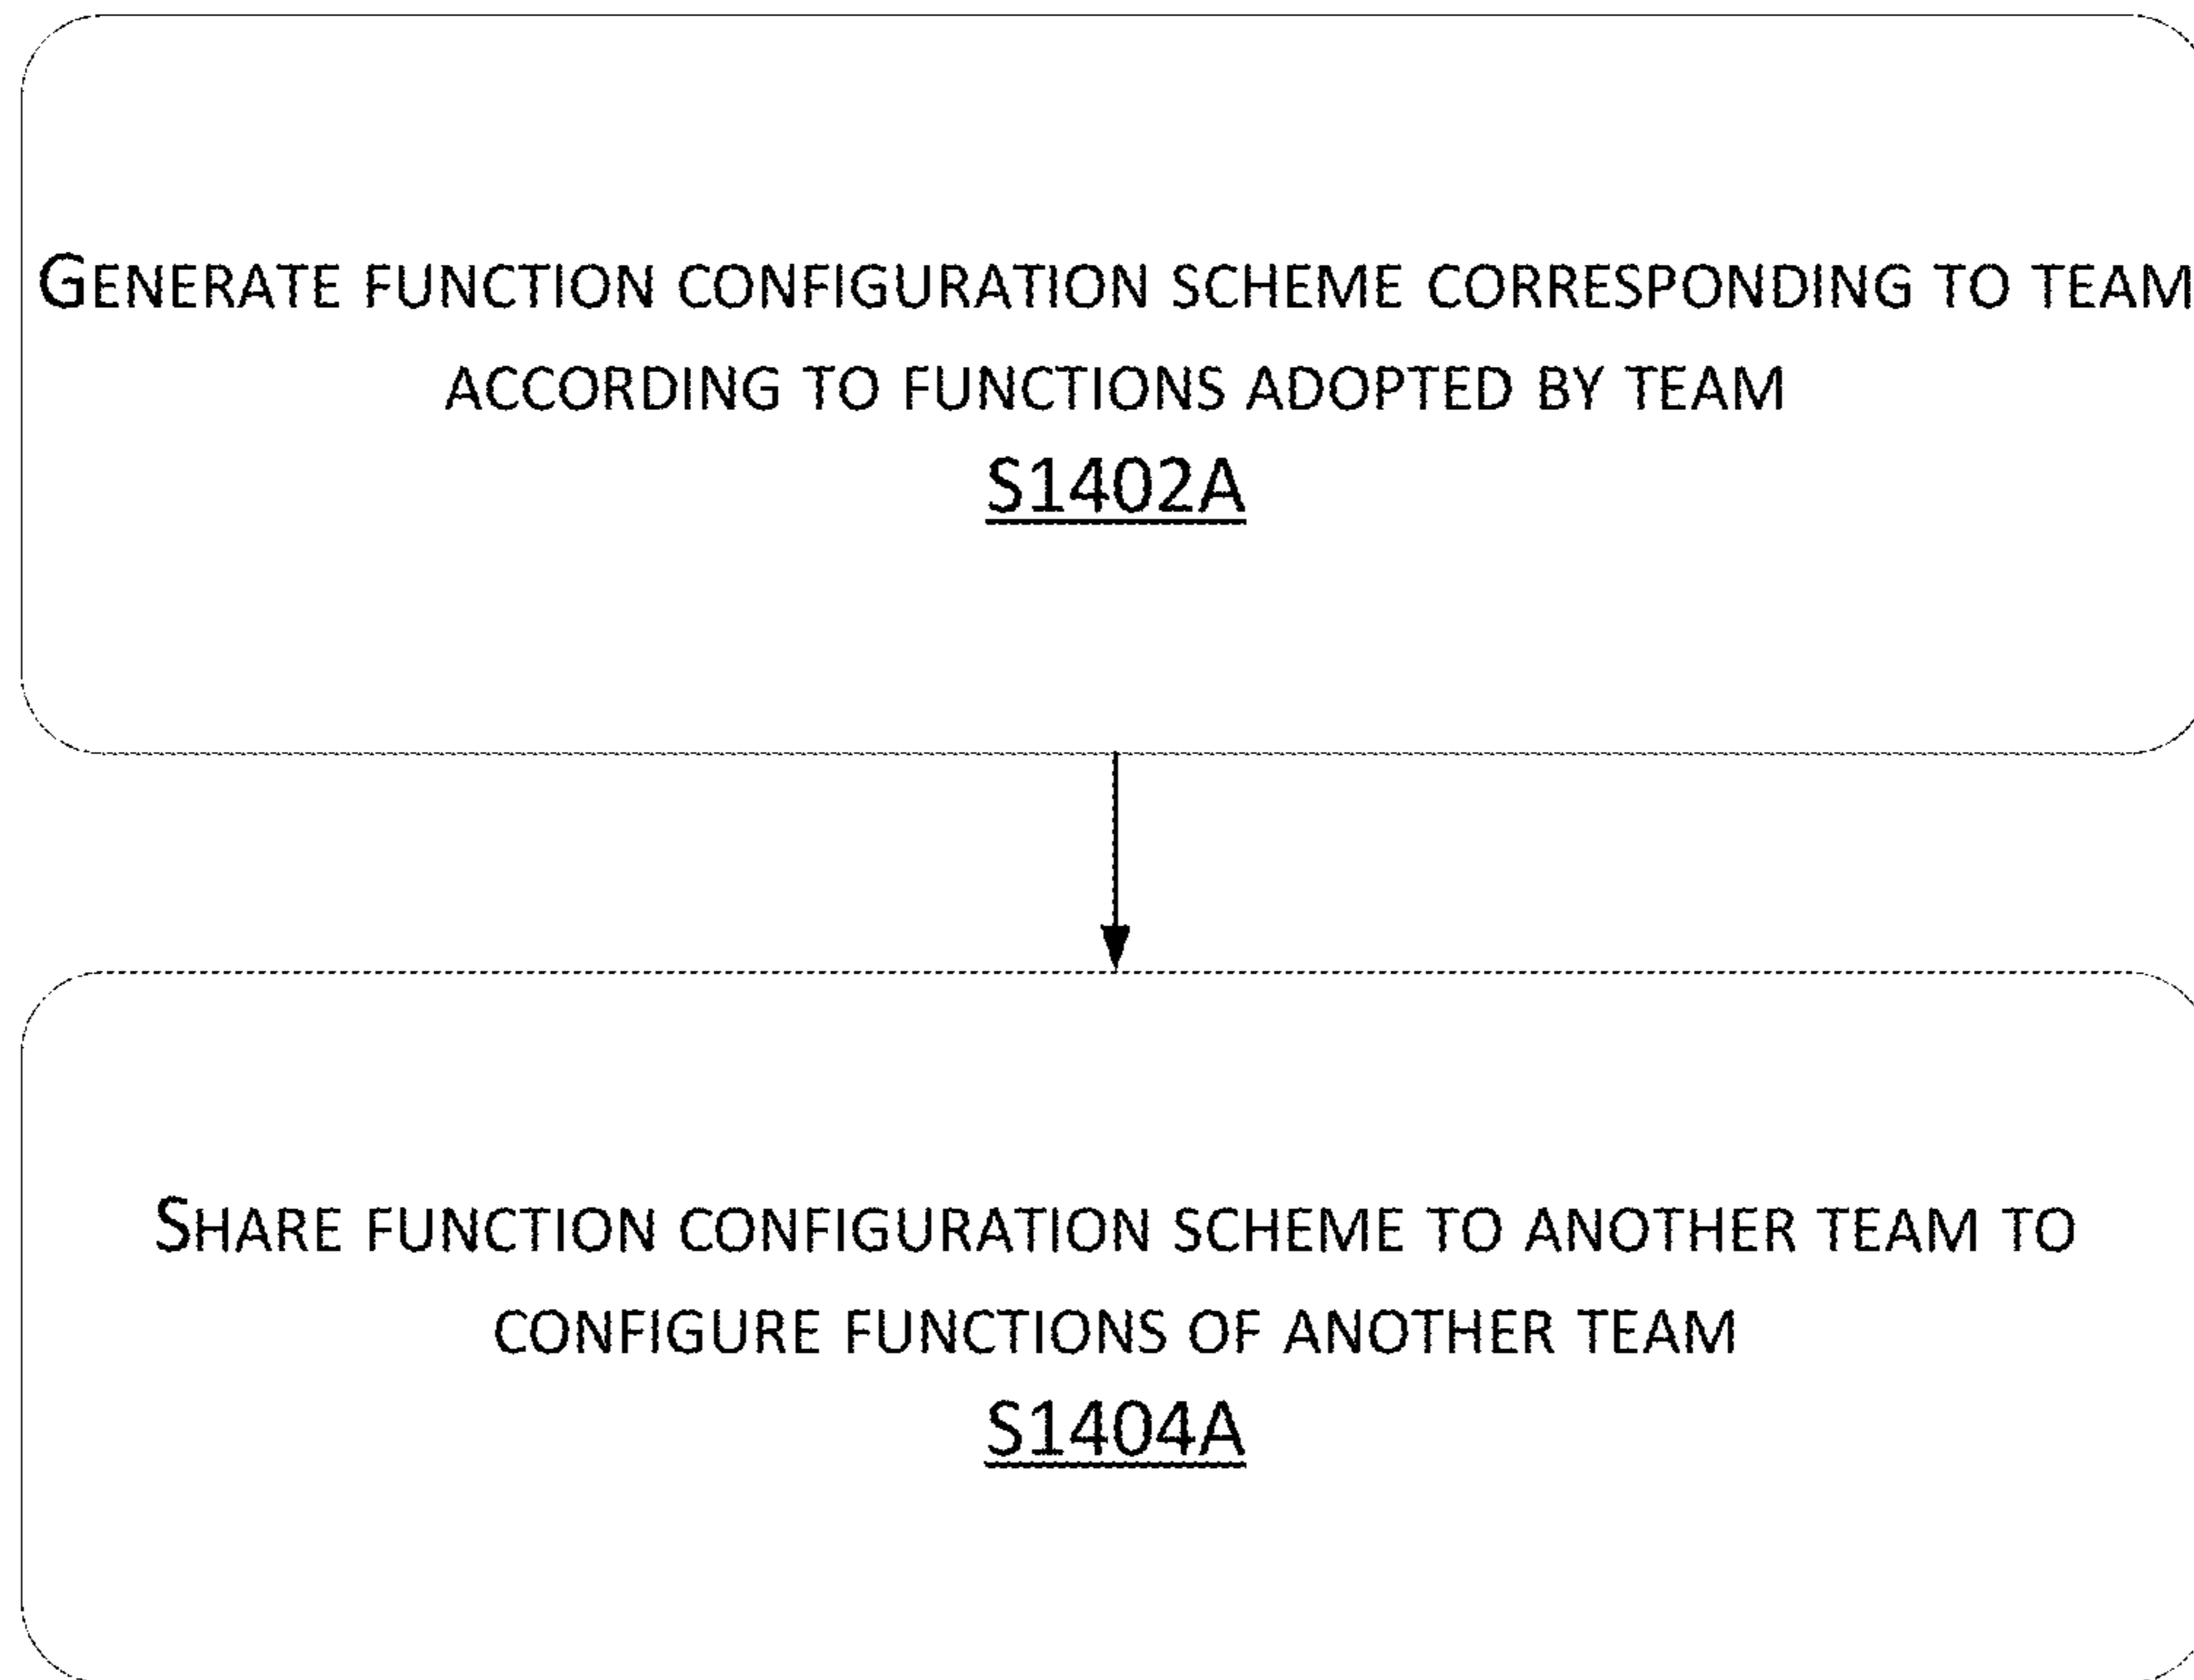 GENERATE FUNCTION CONFIGURATION SCHEME CORRESPONDING TO TEAM
ACCORDING TO FUNCTIONS ADOPTED BY TEAM
S1402A
SHARE FUNCTION CONFIGURATION SCHEME TO ANOTHER TEAM TO
CONFIGURE FUNCTIONS OF ANOTHER TEAM
S1404A